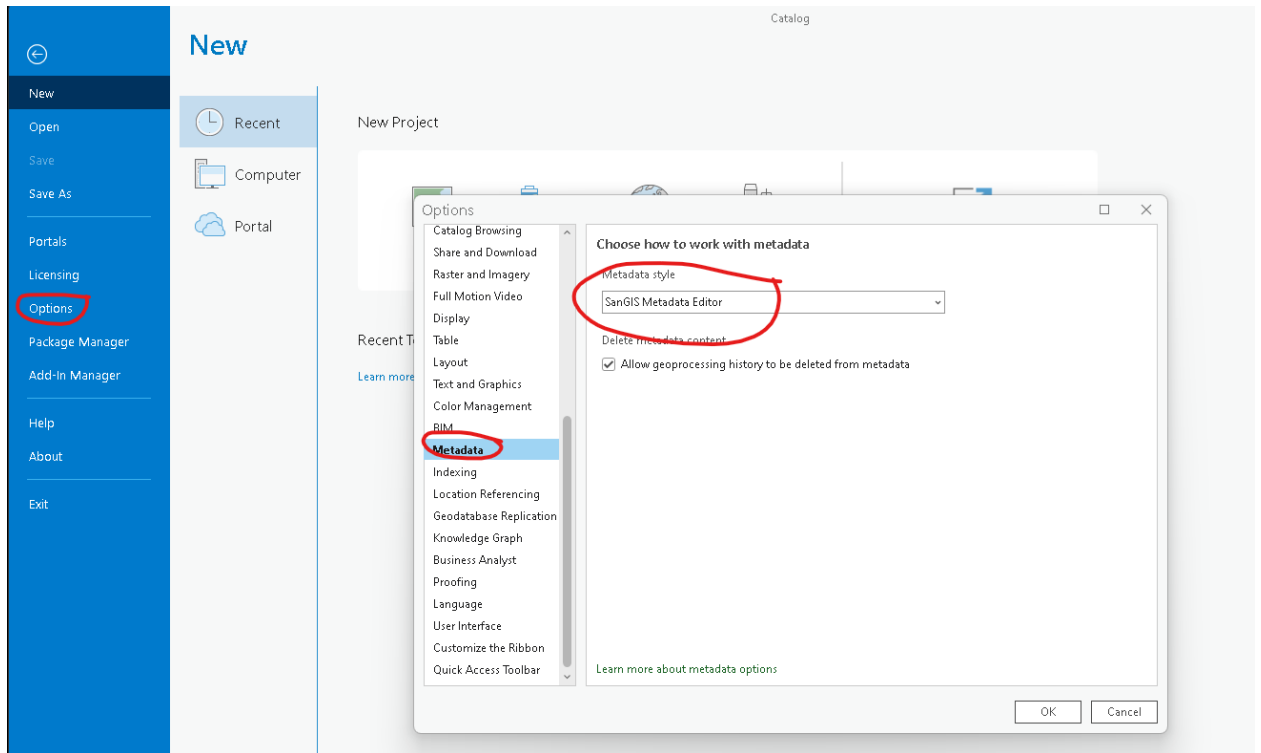 Catalog
New
New
Open
Save
Save As
Portals
Licensing
Options
Package Manager
Add-In Manager
Help
About
Exit
Recent
Computer
Portal
New Project
Recent T
Learn more
Options
Catalog Browsing
Share and Download
Raster and Imagery
Full Motion Video
Display
Table
Layout
Text and Graphics
Color Management
BIM
Metadata
Indexing
Location Referencing
Geodatabase Replication
Knowledge Graph
Business Analyst
Proofing
Language
User Interface
Customize the Ribbon
Quick Access Toolbar
Choose how to work with metadata
Metadata style
SanGIS Metadata Editor
Delete metadata content
Allow geoprocessing history to be deleted from metadata
Learn more about metadata options
OK
Cancel